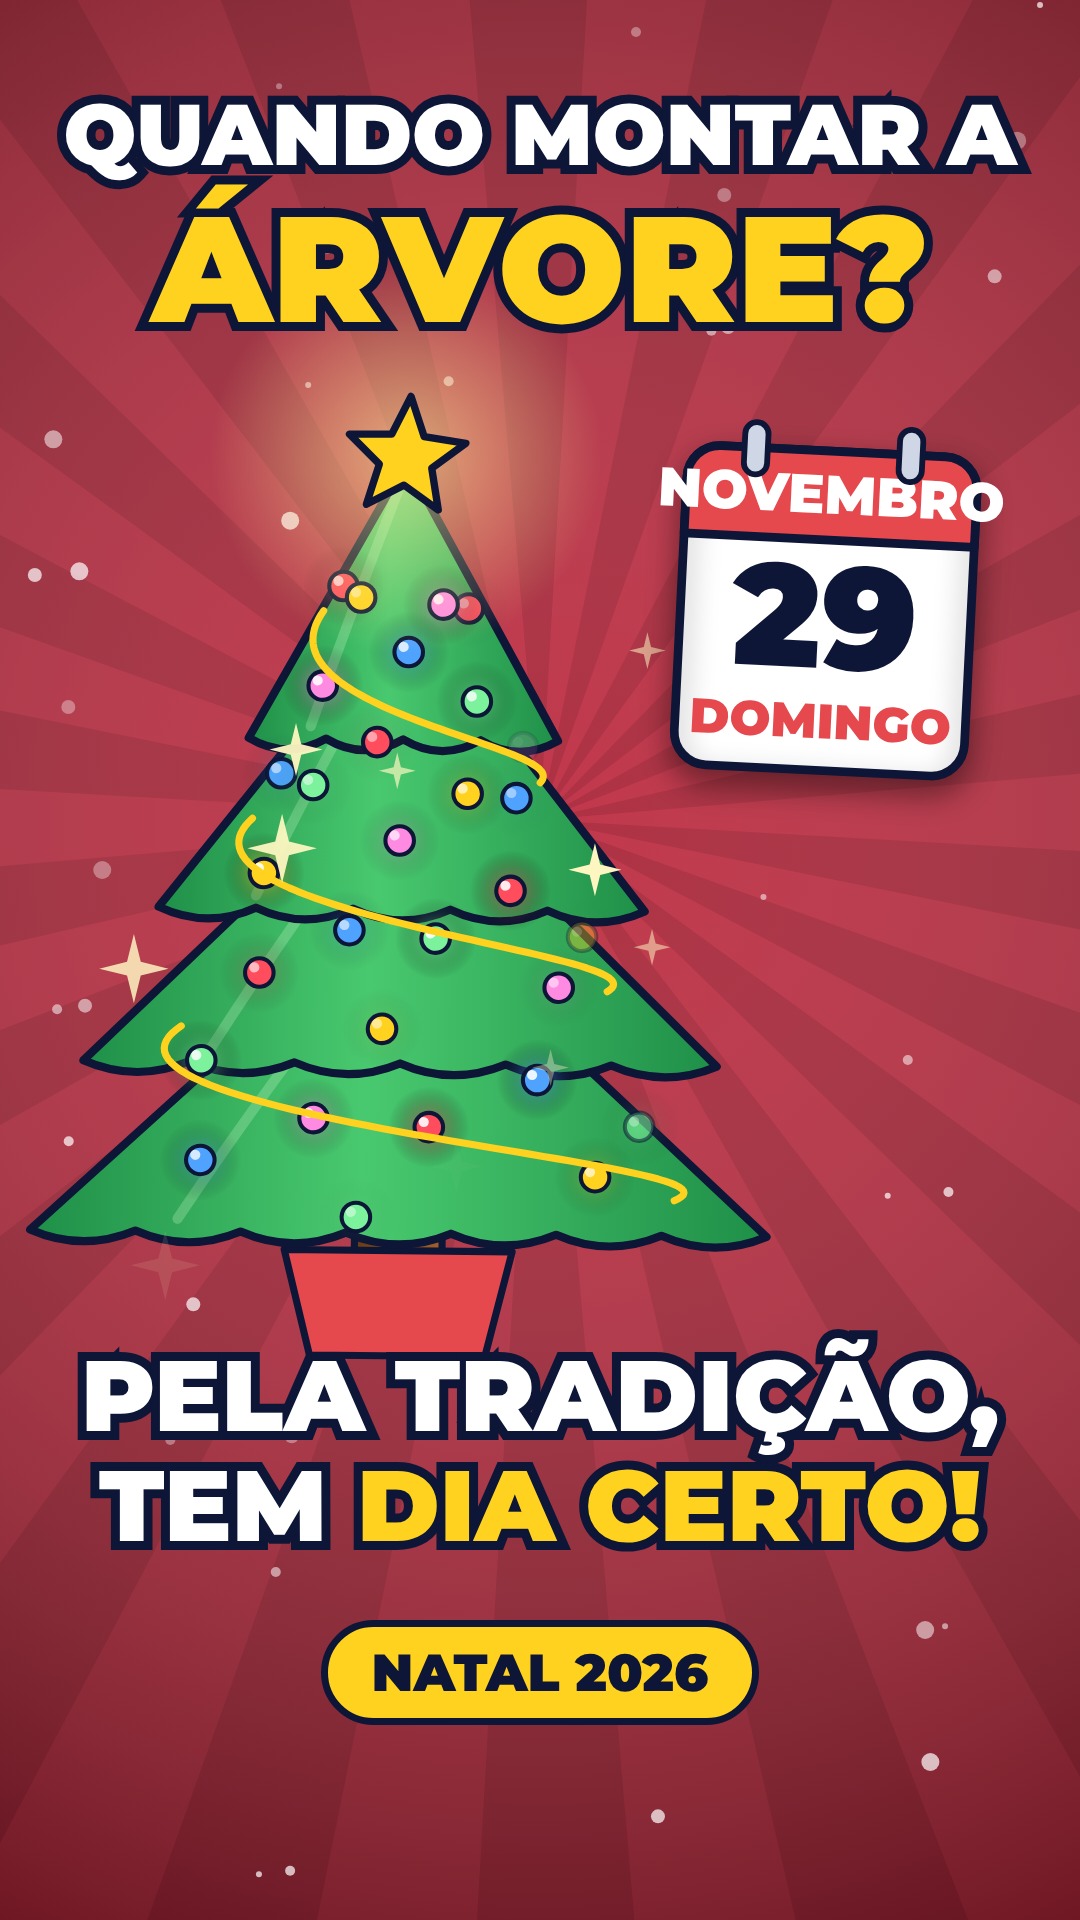 QUANDO MONTAR A
ÁRVORE?
NOVEMBRO
29
DOMINGO
PELA TRADIÇÃO,
TEM DIA CERTO!
NATAL 2026